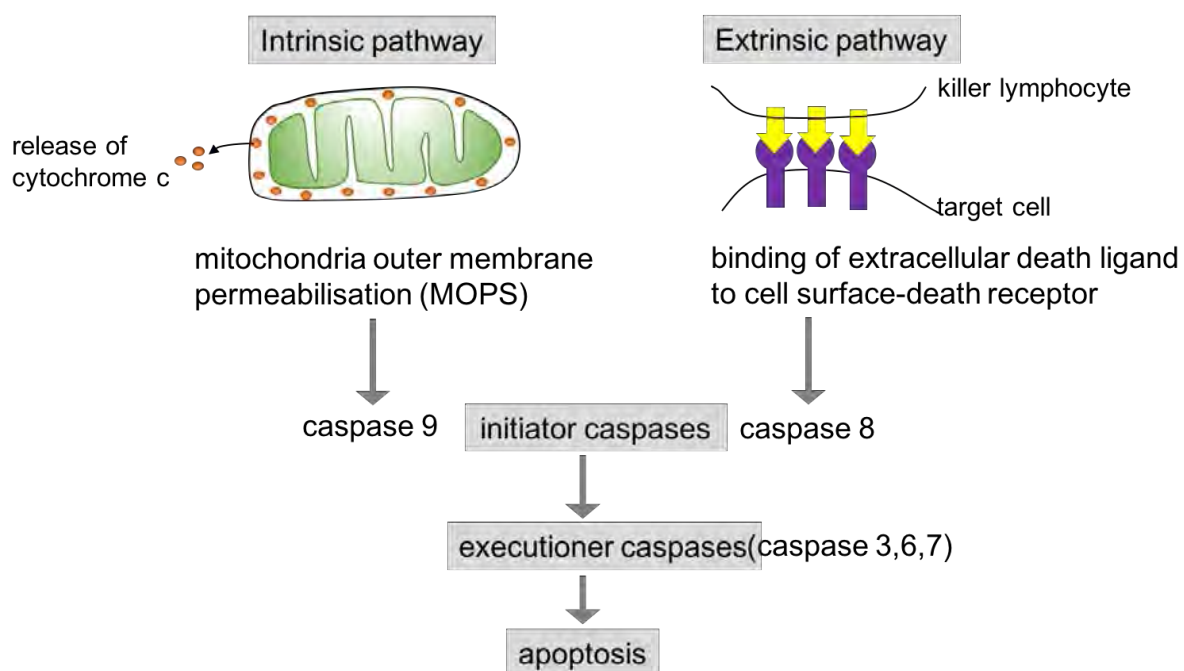 Intrinsic pathway
Extrinsic pathway
release of
cytochrome c
killer lymphocyte
target cell
mitochondria outer membrane
permeabilisation (MOPS)
binding of extracellular death ligand
to cell surface-death receptor
caspase 9
initiator caspases
caspase 8
executioner caspases(caspase 3,6,7)
apoptosis